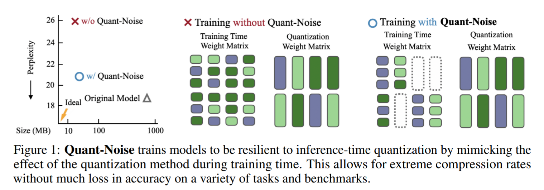 26
24
22
20
18
Perplexity
w/o Quant-Noise
w/ Quant-Noise
Original Model
Ideal
Size (MB)
10
100
1000
Training without Quant-Noise
Training Time
Weight Matrix
Quantization
Weight Matrix
Training with Quant-Noise
Training Time
Weight Matrix
Quantization
Weight Matrix
Figure 1: Quant-Noise trains models to be resilient to inference-time quantization by mimicking the
effect of the quantization method during training time. This allows for extreme compression rates
without much loss in accuracy on a variety of tasks and benchmarks.